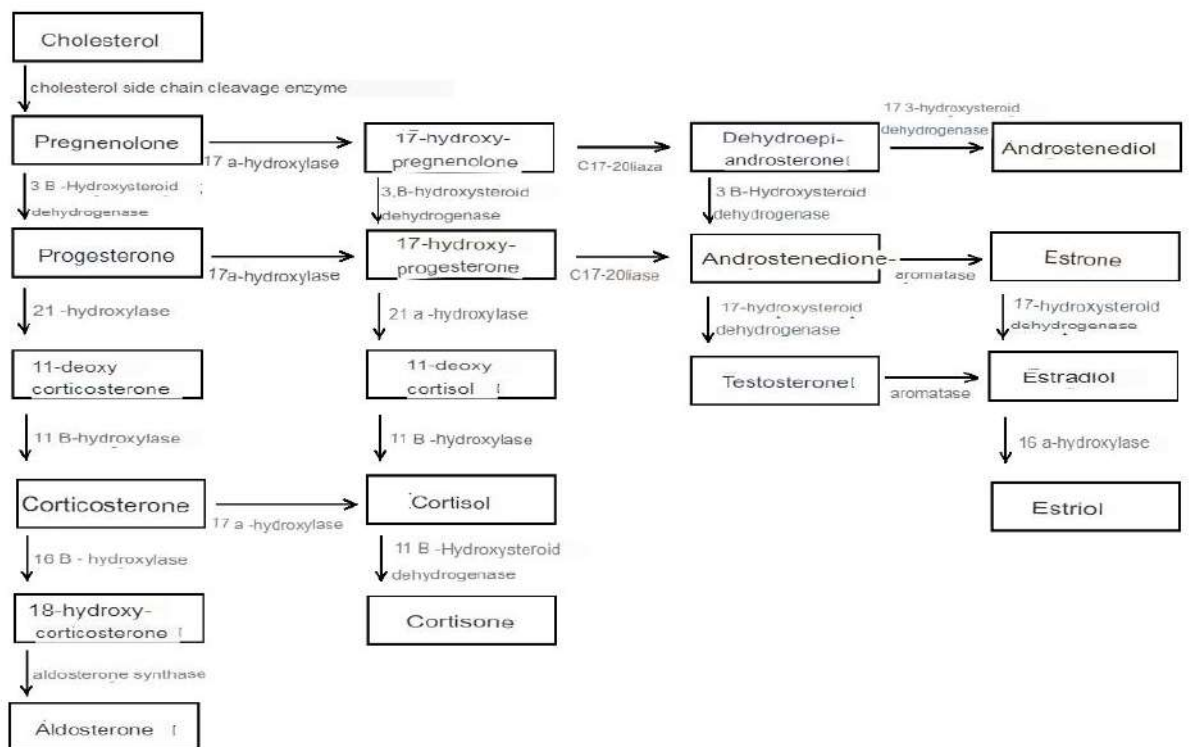 Cholesterol
cholesterol side chain cleavage enzyme
Pregnenolone
17 a-hydroxylase
17-hydroxy-
pregnenolone
C17-20liaza
Dehydroepi-
androsterone
17 3-hydroxysteroid
dehydrogenase
Androstenediol
3 B -Hydroxysteroid
dehydrogenase
3,B-hydroxysteroid
dehydrogenase
3 B-Hydroxysteroid
dehydrogenase
Progesterone
17a-hydroxylase
17-hydroxy-
progesterone
C17-20liase
Androstenedione-
aromatase
Estrone
21 -hydroxylase
21 a -hydroxylase
17-hydroxysteroid
dehydrogenase
17-hydroxysteroid
dehydrogenase
11-deoxy
corticosterone
11-deoxy
cortisol
Testosterone
aromatase
Estradiol
11 B-hydroxylase
11 B -hydroxylase
16 a-hydroxylase
Corticosterone
17 a -hydroxylase
Cortisol
Estriol
16 B - hydroxylase
11 B -Hydroxysteroid
dehydrogenase
18-hydroxy-
corticosterone
Cortisone
aldosterone synthase
Aldosterone